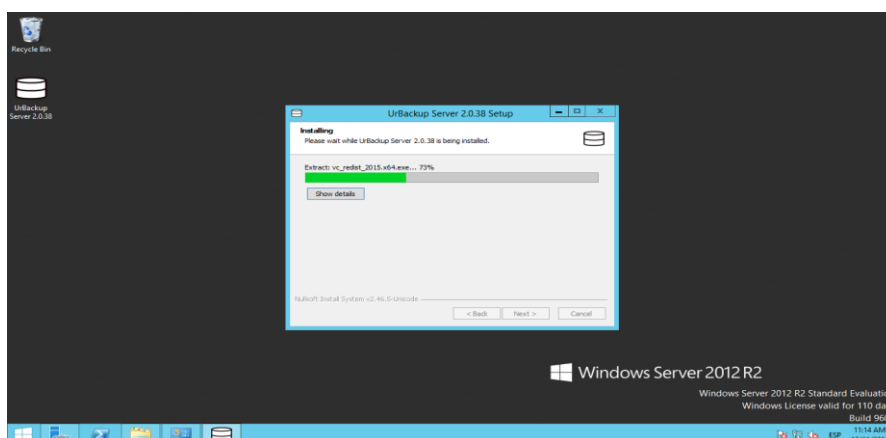 Recycle Bin
UrBackup
Server 2.0.38
UrBackup Server 2.0.38 Setup
Installing
Please wait while UrBackup Server 2.0.38 is being installed.
Extract: vc_redist_2015.x64.exe... 73%
Show details
Nullsoft Install System v2.46.5-Unicode
< Back
Next >
Cancel
Windows Server 2012 R2
Windows Server 2012 R2 Standard Evaluatio
Windows License valid for 110 da
Build 960
ESP
11:14 AM